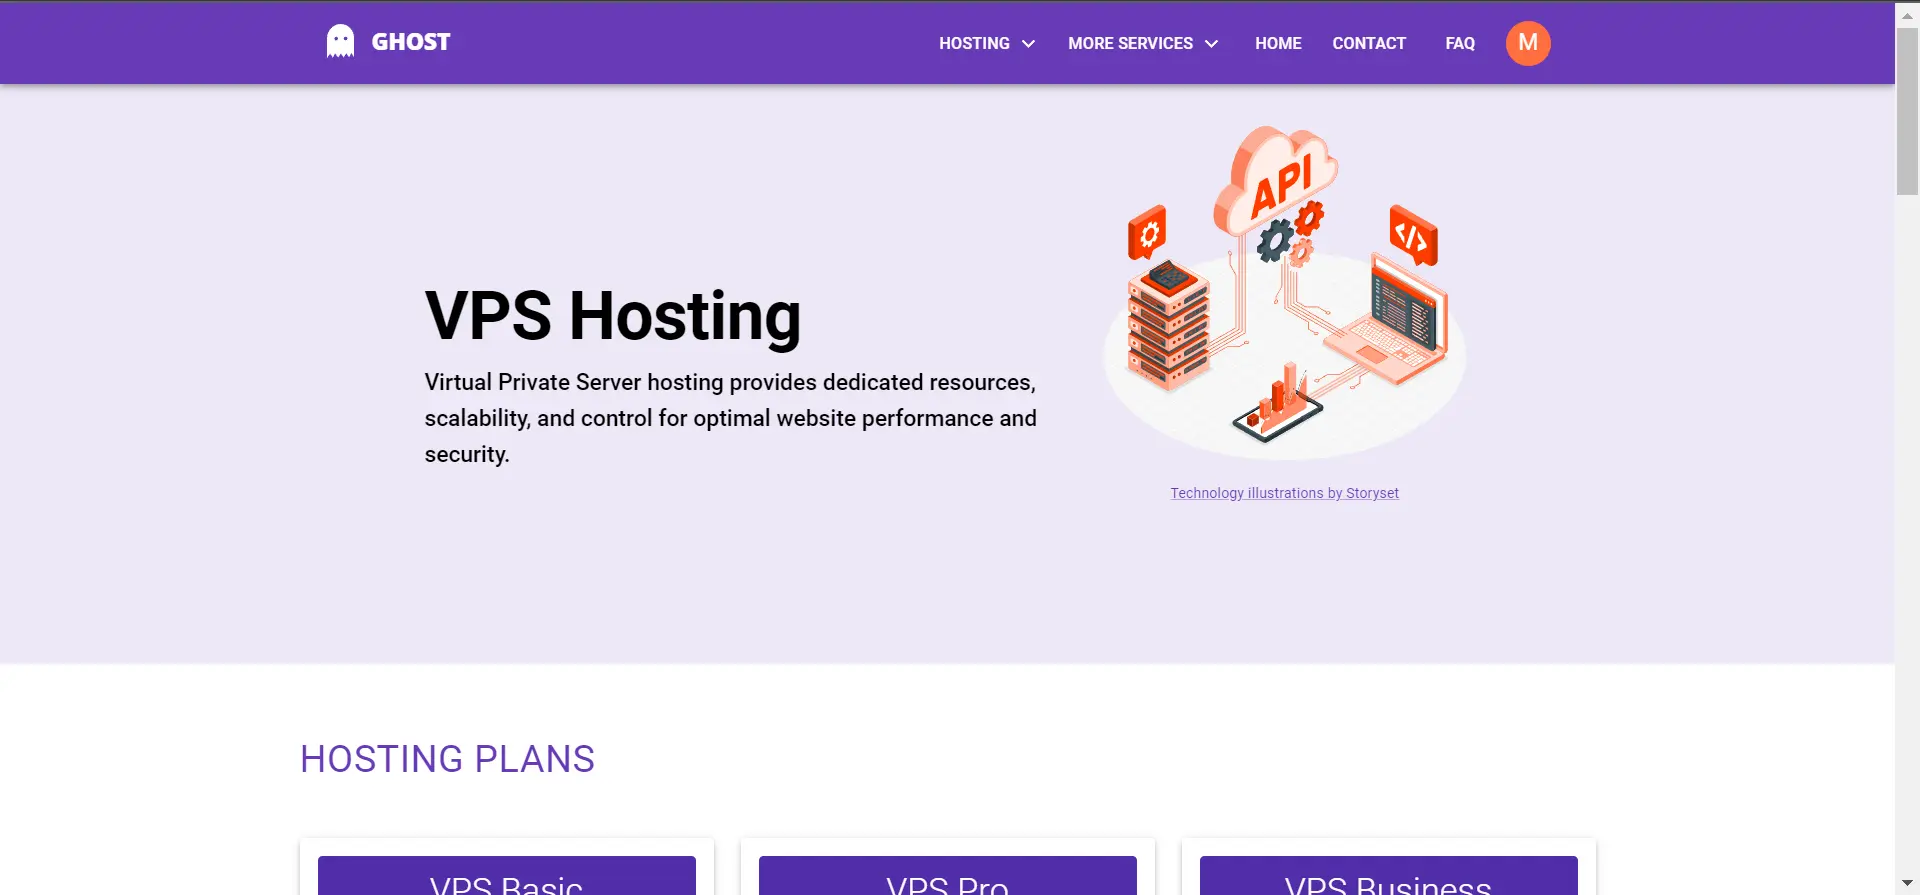 GHOST
HOSTING
MORE SERVICES
HOME
CONTACT
FAQ
M
API
</>
VPS Hosting
Virtual Private Server hosting provides dedicated resources,
scalability, and control for optimal website performance and
security.
Technology illustrations by Storyset
HOSTING PLANS
VPS Basic
VPS Pro
VPS Business